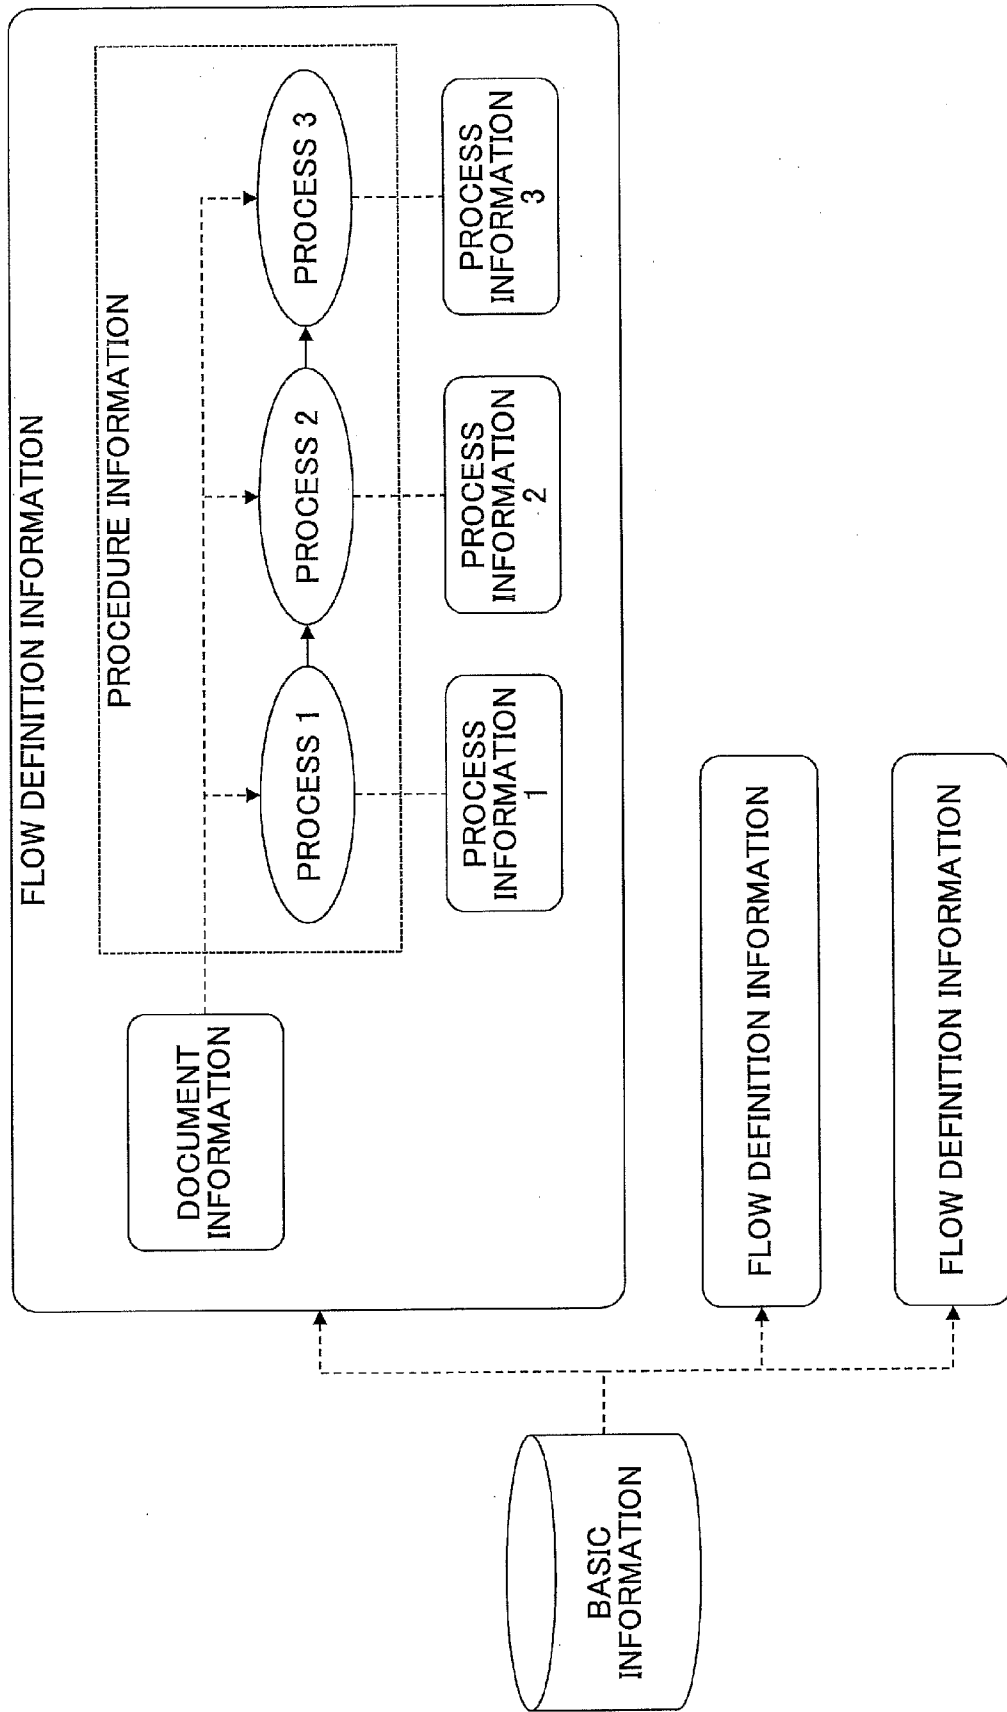 FLOW DEFINITION INFORMATION
PROCEDURE INFORMATION
DOCUMENT
INFORMATION
PROCESS 1
PROCESS 2
PROCESS 3
PROCESS
INFORMATION
1
PROCESS
INFORMATION
2
PROCESS
INFORMATION
3
BASIC
INFORMATION
FLOW DEFINITION INFORMATION
FLOW DEFINITION INFORMATION